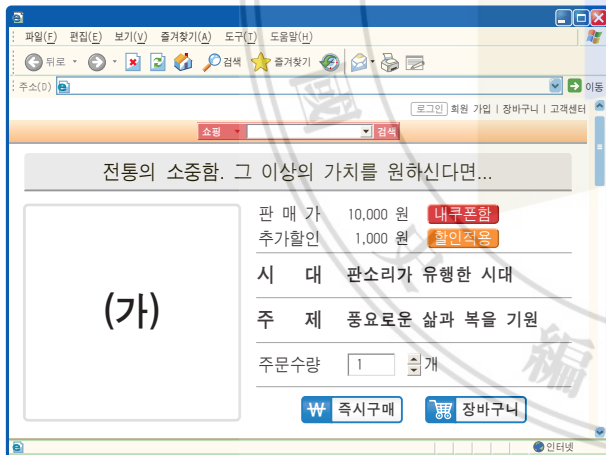 파일(F) 편집(E) 보기(V) 즐겨찾기(A) 도구(T) 도움말(H)
뒤로 검색 즐겨찾기
주소(D) 이동
로그인 회원 가입 | 장바구니 | 고객센터
쇼핑 검색
전통의 소중함. 그 이상의 가치를 원하신다면...
판 매 가 10,000 원 내쿠폰함
추가할인 1,000 원 할인적용
(가)
시 대 판소리가 유행한 시대
주 제 풍요로운 삶과 복을 기원
주문수량 1 개
₩ 즉시구매 장바구니
인터넷
國史編